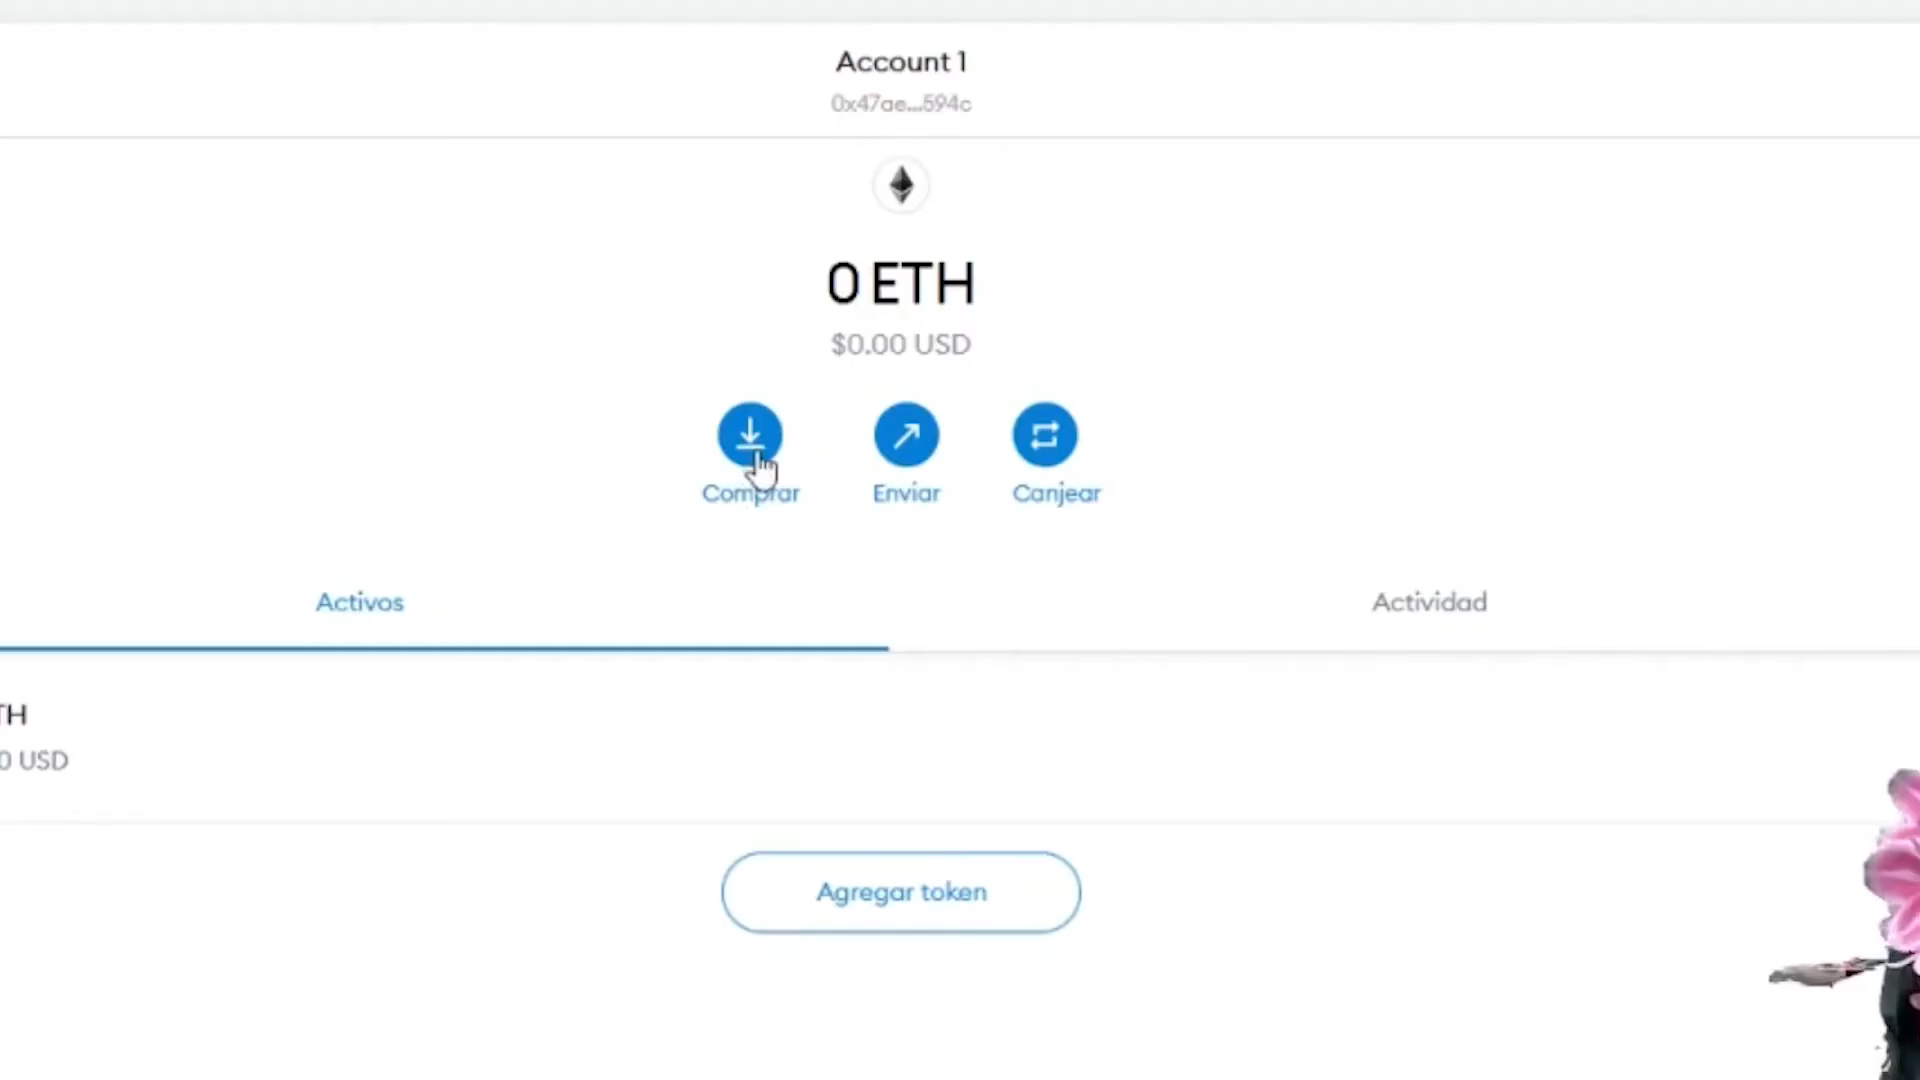 Account 1
0x47ae...594c
0 ETH
$0.00 USD
Comprar Enviar Canjear
Activos Actividad
TH
0 USD
Agregar token